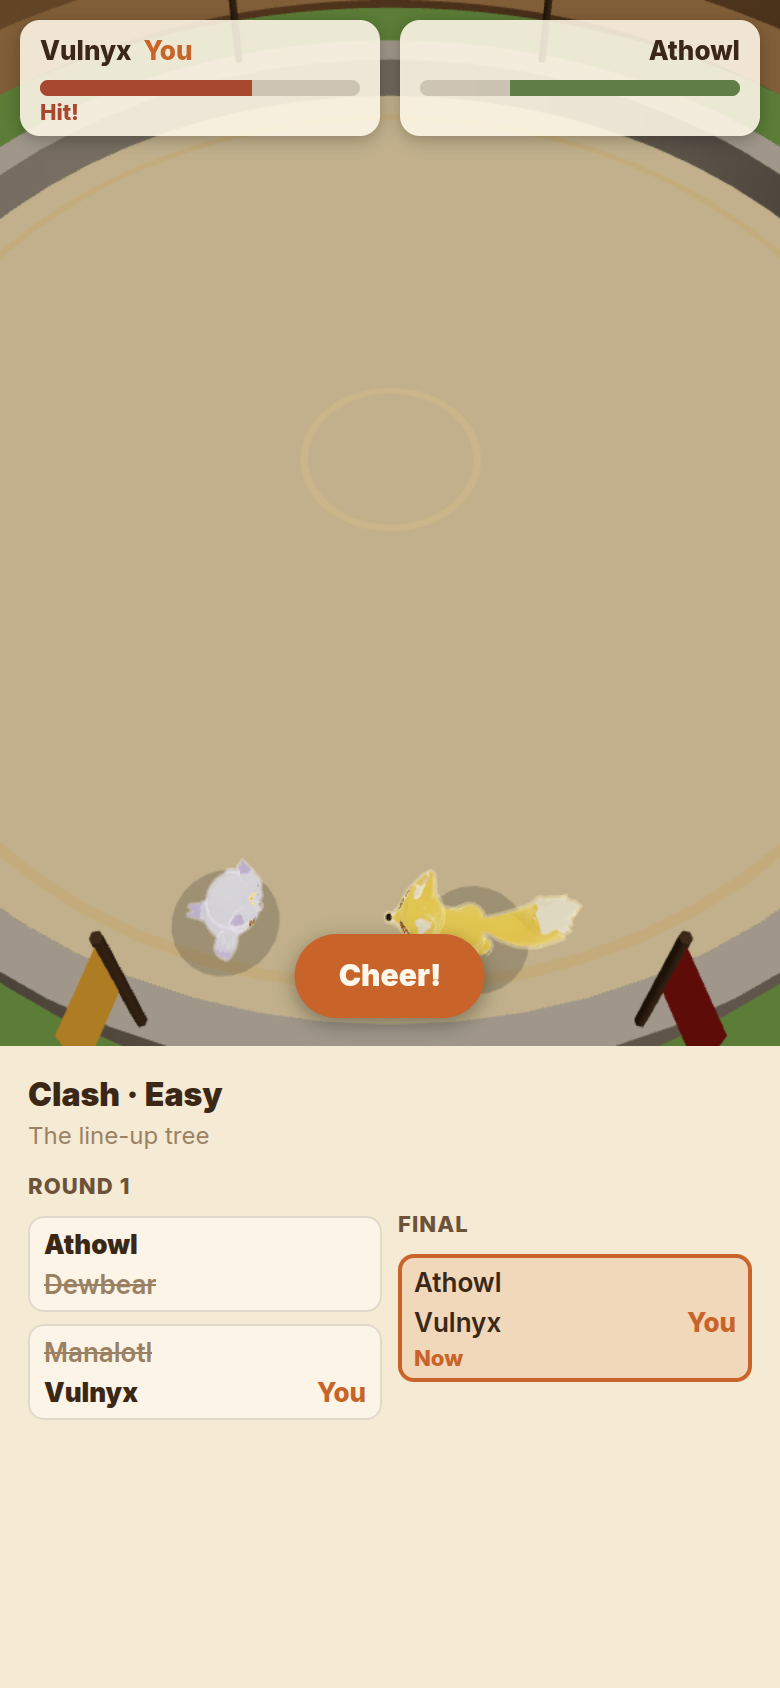 Vulnyx You
Hit!
Athowl
Cheer!
Clash · Easy
The line-up tree
ROUND 1
Athowl
Dewbear
Manalotl
Vulnyx You
FINAL
Athowl
Vulnyx You
Now